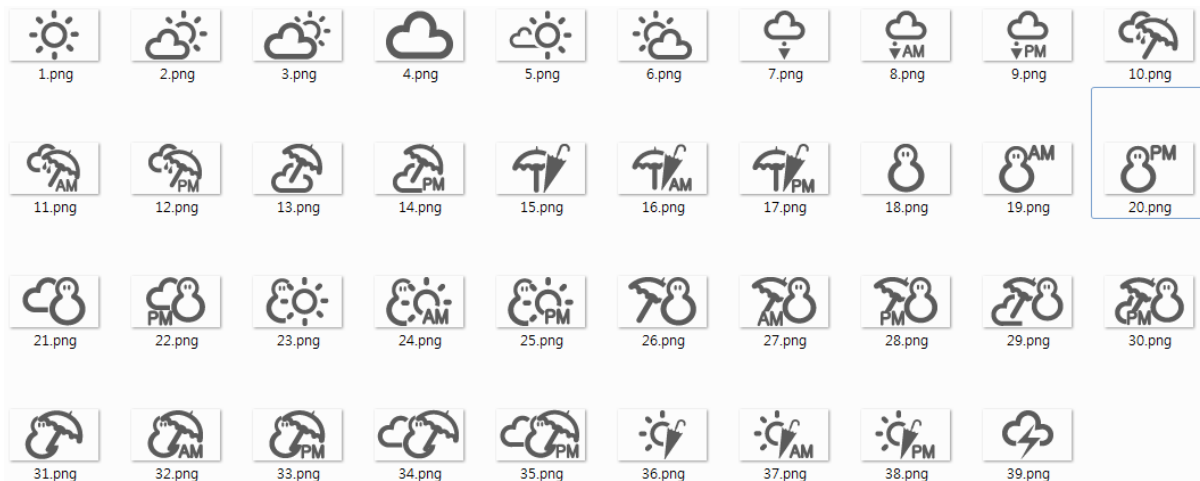 1.png 2.png 3.png 4.png 5.png 6.png 7.png AM 8.png PM 9.png 10.png
AM 11.png PM 12.png 13.png PM 14.png 15.png AM 16.png PM 17.png 18.png AM 19.png PM 20.png
21.png PM 22.png 23.png AM 24.png PM 25.png 26.png AM 27.png PM 28.png 29.png PM 30.png
31.png AM 32.png PM 33.png 34.png PM 35.png 36.png AM 37.png PM 38.png 39.png